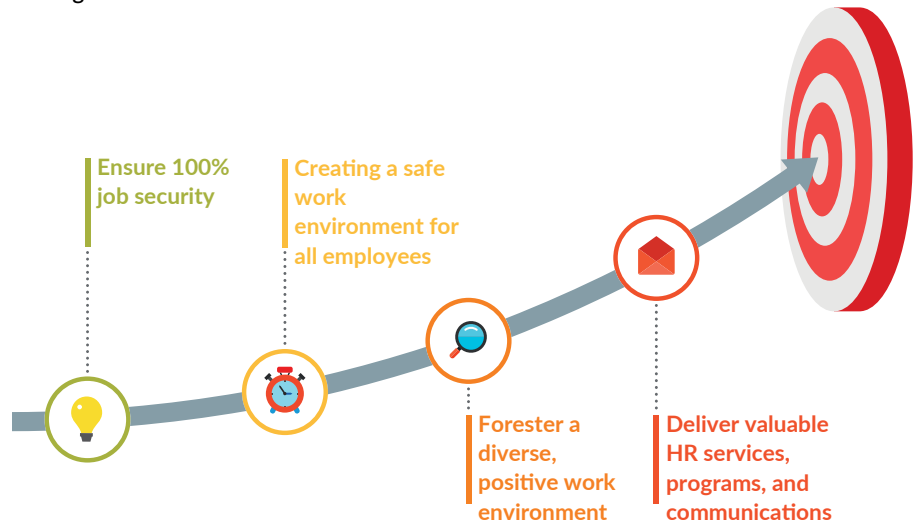 Ensure 100%
job security
Creating a safe
work
environment for
all employees
Forester a
diverse,
positive work
environment
Deliver valuable
HR services,
programs, and
communications